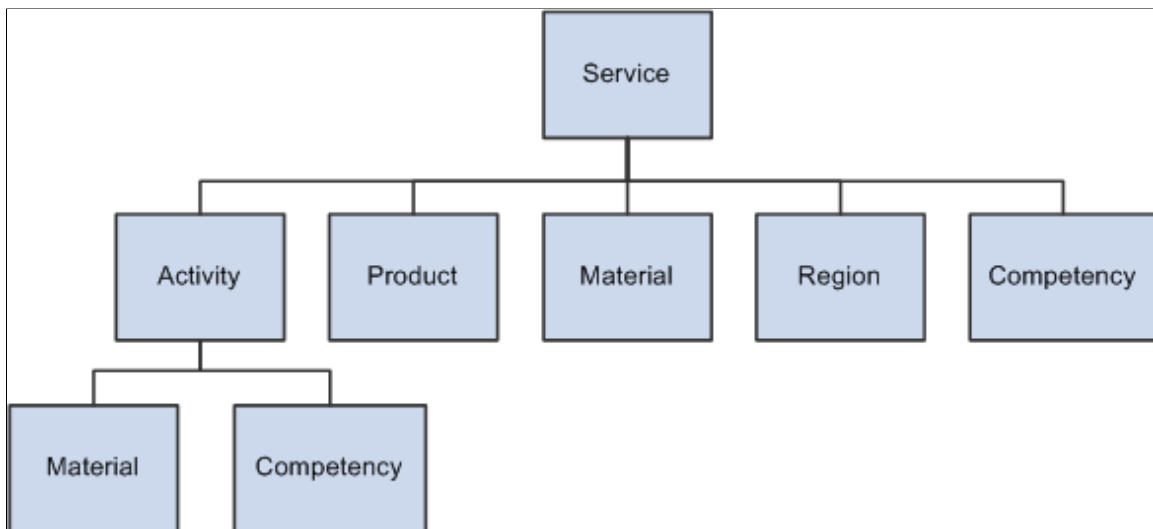 Service
Activity
Product
Material
Region
Competency
Material
Competency